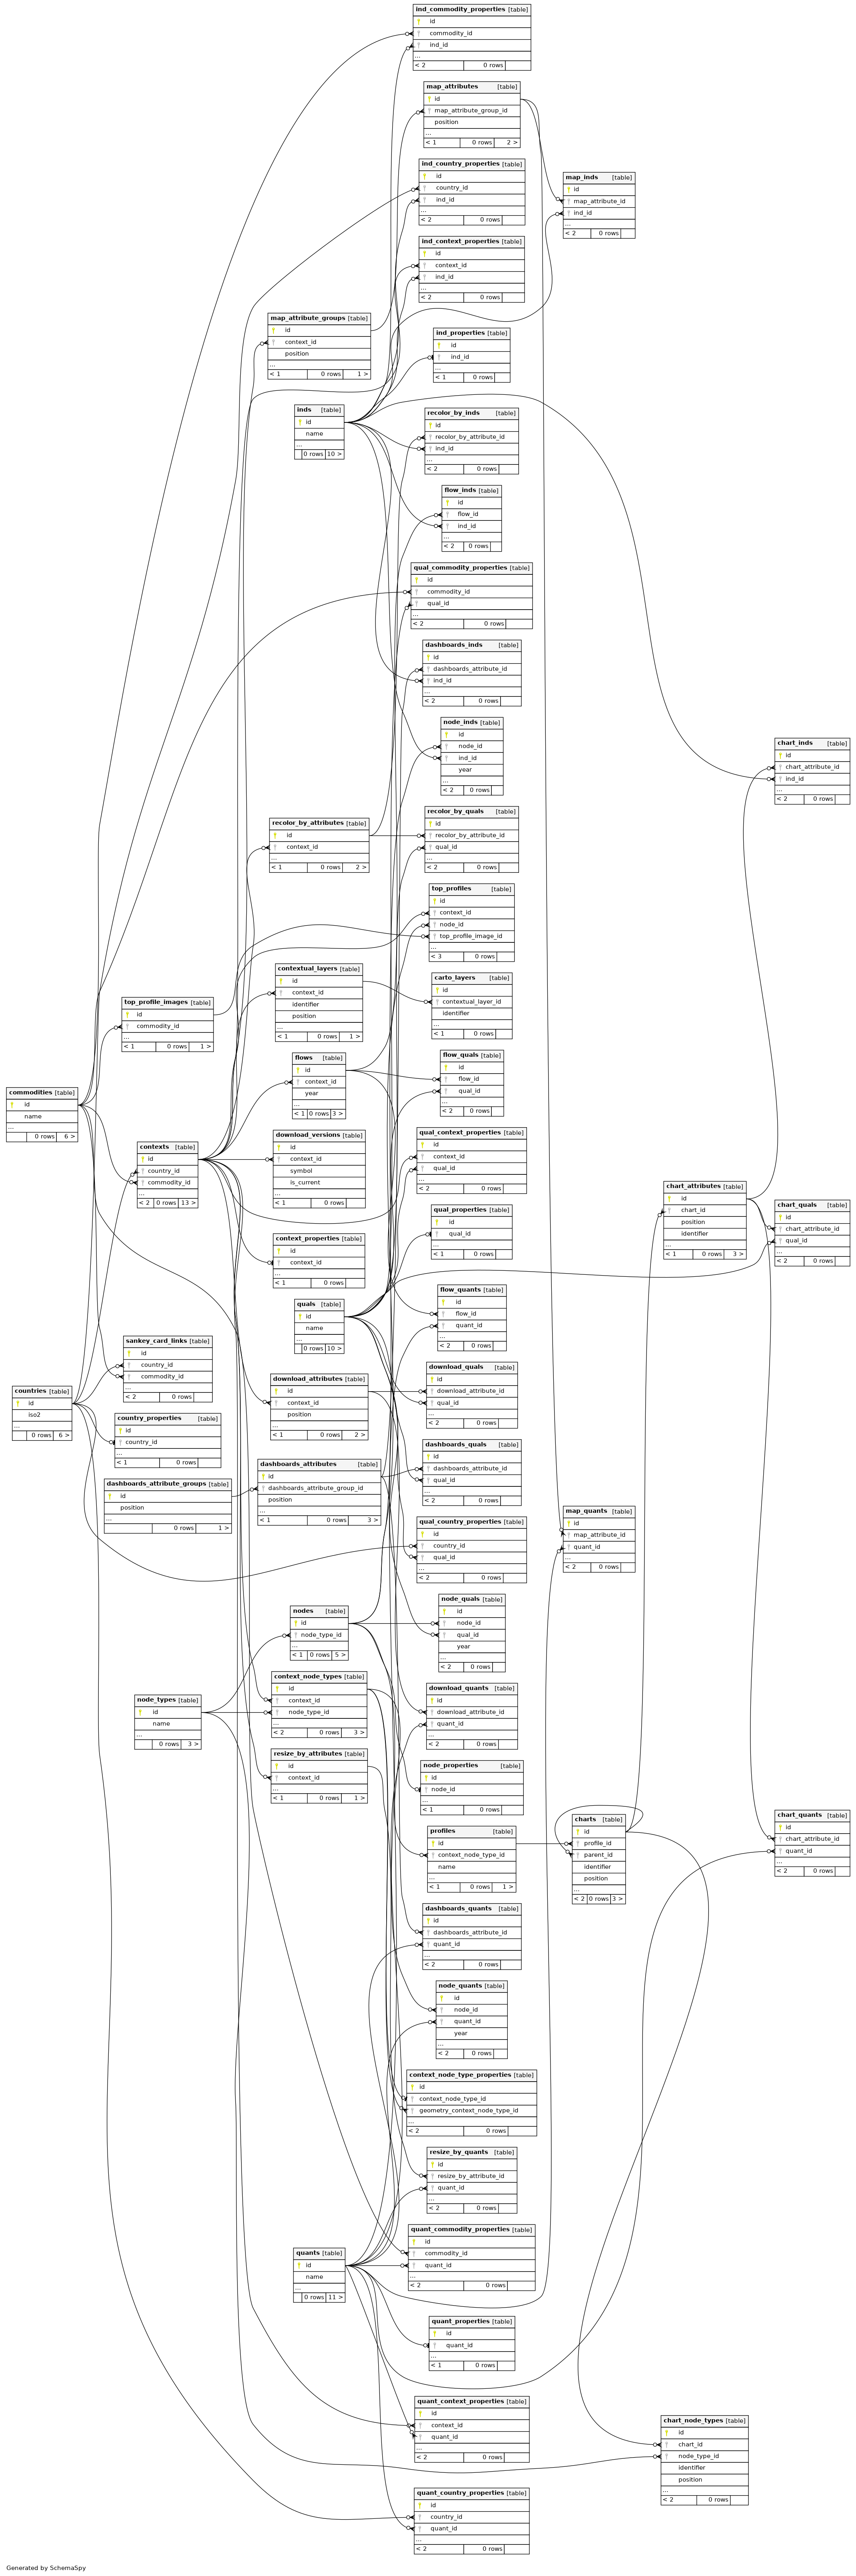 ind_commodity_properties [table]
id
commodity_id
ind_id
...
< 2 0 rows
map_attributes [table]
id
map_attribute_group_id
position
...
< 1 0 rows 2 >
ind_country_properties [table]
id
country_id
ind_id
...
< 2 0 rows
map_inds [table]
id
map_attribute_id
ind_id
...
< 2 0 rows
ind_context_properties [table]
id
context_id
ind_id
...
< 2 0 rows
map_attribute_groups [table]
id
context_id
position
...
< 1 0 rows 1 >
ind_properties [table]
id
ind_id
...
< 1 0 rows
inds [table]
id
name
...
0 rows 10 >
recolor_by_inds [table]
id
recolor_by_attribute_id
ind_id
...
< 2 0 rows
flow_inds [table]
id
flow_id
ind_id
...
< 2 0 rows
qual_commodity_properties [table]
id
commodity_id
qual_id
...
< 2 0 rows
dashboards_inds [table]
id
dashboards_attribute_id
ind_id
...
< 2 0 rows
node_inds [table]
id
node_id
ind_id
year
...
< 2 0 rows
chart_inds [table]
id
chart_attribute_id
ind_id
...
< 2 0 rows
recolor_by_attributes [table]
id
context_id
...
< 1 0 rows 2 >
recolor_by_quals [table]
id
recolor_by_attribute_id
qual_id
...
< 2 0 rows
top_profiles [table]
id
context_id
node_id
top_profile_image_id
...
< 3 0 rows
contextual_layers [table]
id
context_id
identifier
position
...
< 1 0 rows 1 >
carto_layers [table]
id
contextual_layer_id
identifier
...
< 1 0 rows
top_profile_images [table]
id
commodity_id
...
< 1 0 rows 1 >
flows [table]
id
context_id
year
...
< 1 0 rows 3 >
flow_quals [table]
id
flow_id
qual_id
...
< 2 0 rows
commodities [table]
id
name
...
0 rows 6 >
contexts [table]
id
country_id
commodity_id
...
< 2 0 rows 13 >
download_versions [table]
id
context_id
symbol
is_current
...
< 1 0 rows
qual_context_properties [table]
id
context_id
qual_id
...
< 2 0 rows
chart_attributes [table]
id
chart_id
position
identifier
...
< 1 0 rows 3 >
chart_quals [table]
id
chart_attribute_id
qual_id
...
< 2 0 rows
qual_properties [table]
id
qual_id
...
< 1 0 rows
context_properties [table]
id
context_id
...
< 1 0 rows
quals [table]
id
name
...
0 rows 10 >
flow_quants [table]
id
flow_id
quant_id
...
< 2 0 rows
sankey_card_links [table]
id
country_id
commodity_id
...
< 2 0 rows
download_attributes [table]
id
context_id
position
...
< 1 0 rows 2 >
download_quals [table]
id
download_attribute_id
qual_id
...
< 2 0 rows
countries [table]
id
iso2
...
0 rows 6 >
country_properties [table]
id
country_id
...
< 1 0 rows
dashboards_attribute_groups [table]
id
position
...
0 rows 1 >
dashboards_attributes [table]
id
dashboards_attribute_group_id
position
...
< 1 0 rows 3 >
dashboards_quals [table]
id
dashboards_attribute_id
qual_id
...
< 2 0 rows
map_quants [table]
id
map_attribute_id
quant_id
...
< 2 0 rows
qual_country_properties [table]
id
country_id
qual_id
...
< 2 0 rows
nodes [table]
id
node_type_id
...
< 1 0 rows 5 >
node_quals [table]
id
node_id
qual_id
year
...
< 2 0 rows
node_types [table]
id
name
...
0 rows 3 >
context_node_types [table]
id
context_id
node_type_id
...
< 2 0 rows 3 >
download_quants [table]
id
download_attribute_id
quant_id
...
< 2 0 rows
resize_by_attributes [table]
id
context_id
...
< 1 0 rows 1 >
node_properties [table]
id
node_id
...
< 1 0 rows
profiles [table]
id
context_node_type_id
name
...
< 1 0 rows 1 >
charts [table]
id
profile_id
parent_id
identifier
position
...
< 2 0 rows 3 >
chart_quants [table]
id
chart_attribute_id
quant_id
...
< 2 0 rows
dashboards_quants [table]
id
dashboards_attribute_id
quant_id
...
< 2 0 rows
node_quants [table]
id
node_id
quant_id
year
...
< 2 0 rows
context_node_type_properties [table]
id
context_node_type_id
geometry_context_node_type_id
...
< 2 0 rows
resize_by_quants [table]
id
resize_by_attribute_id
quant_id
...
< 2 0 rows
quants [table]
id
name
...
0 rows 11 >
quant_commodity_properties [table]
id
commodity_id
quant_id
...
< 2 0 rows
quant_properties [table]
id
quant_id
...
< 1 0 rows
quant_context_properties [table]
id
context_id
quant_id
...
< 2 0 rows
chart_node_types [table]
id
chart_id
node_type_id
identifier
position
...
< 2 0 rows
quant_country_properties [table]
id
country_id
quant_id
...
< 2 0 rows
Generated by SchemaSpy